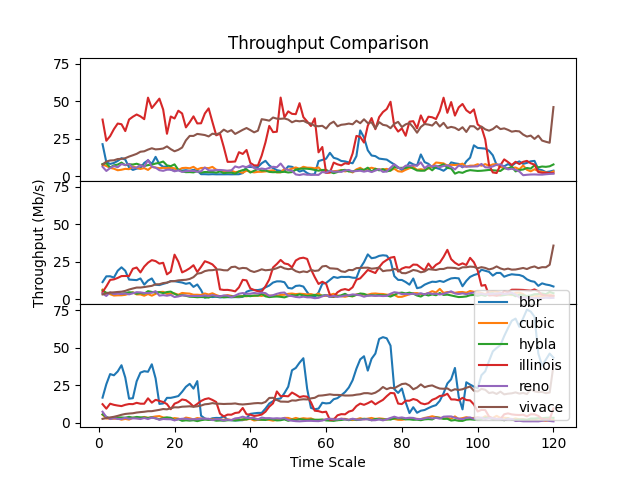 Throughput Comparison
Throughput (Mb/s)
75
50
25
0
75
50
25
0
75
50
25
0
bbr
cubic
hybla
illinois
reno
vivace
0 20 40 60 80 100 120
Time Scale